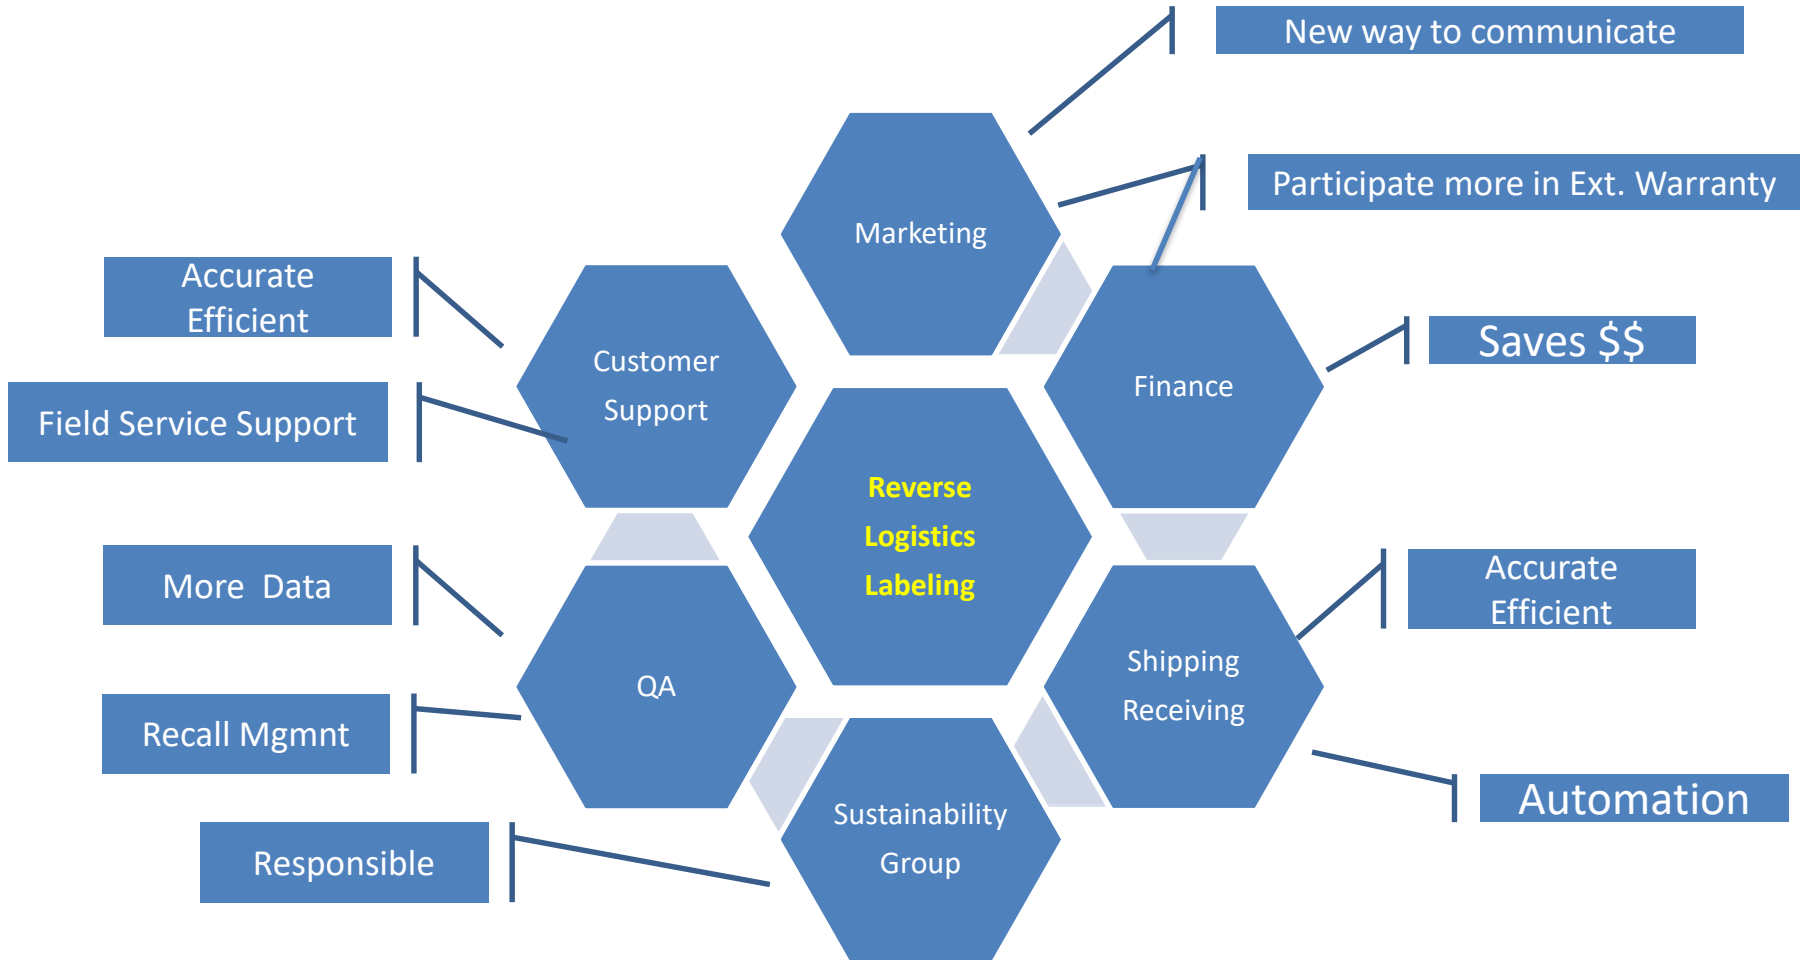 New way to communicate
Participate more in Ext. Warranty
Marketing
Accurate
Efficient
Customer
Support
Finance
Saves $$
Field Service Support
Reverse
Logistics
Labeling
More  Data
Accurate
Efficient
QA
Shipping
Receiving
Recall Mgmnt
Automation
Sustainability
Group
Responsible